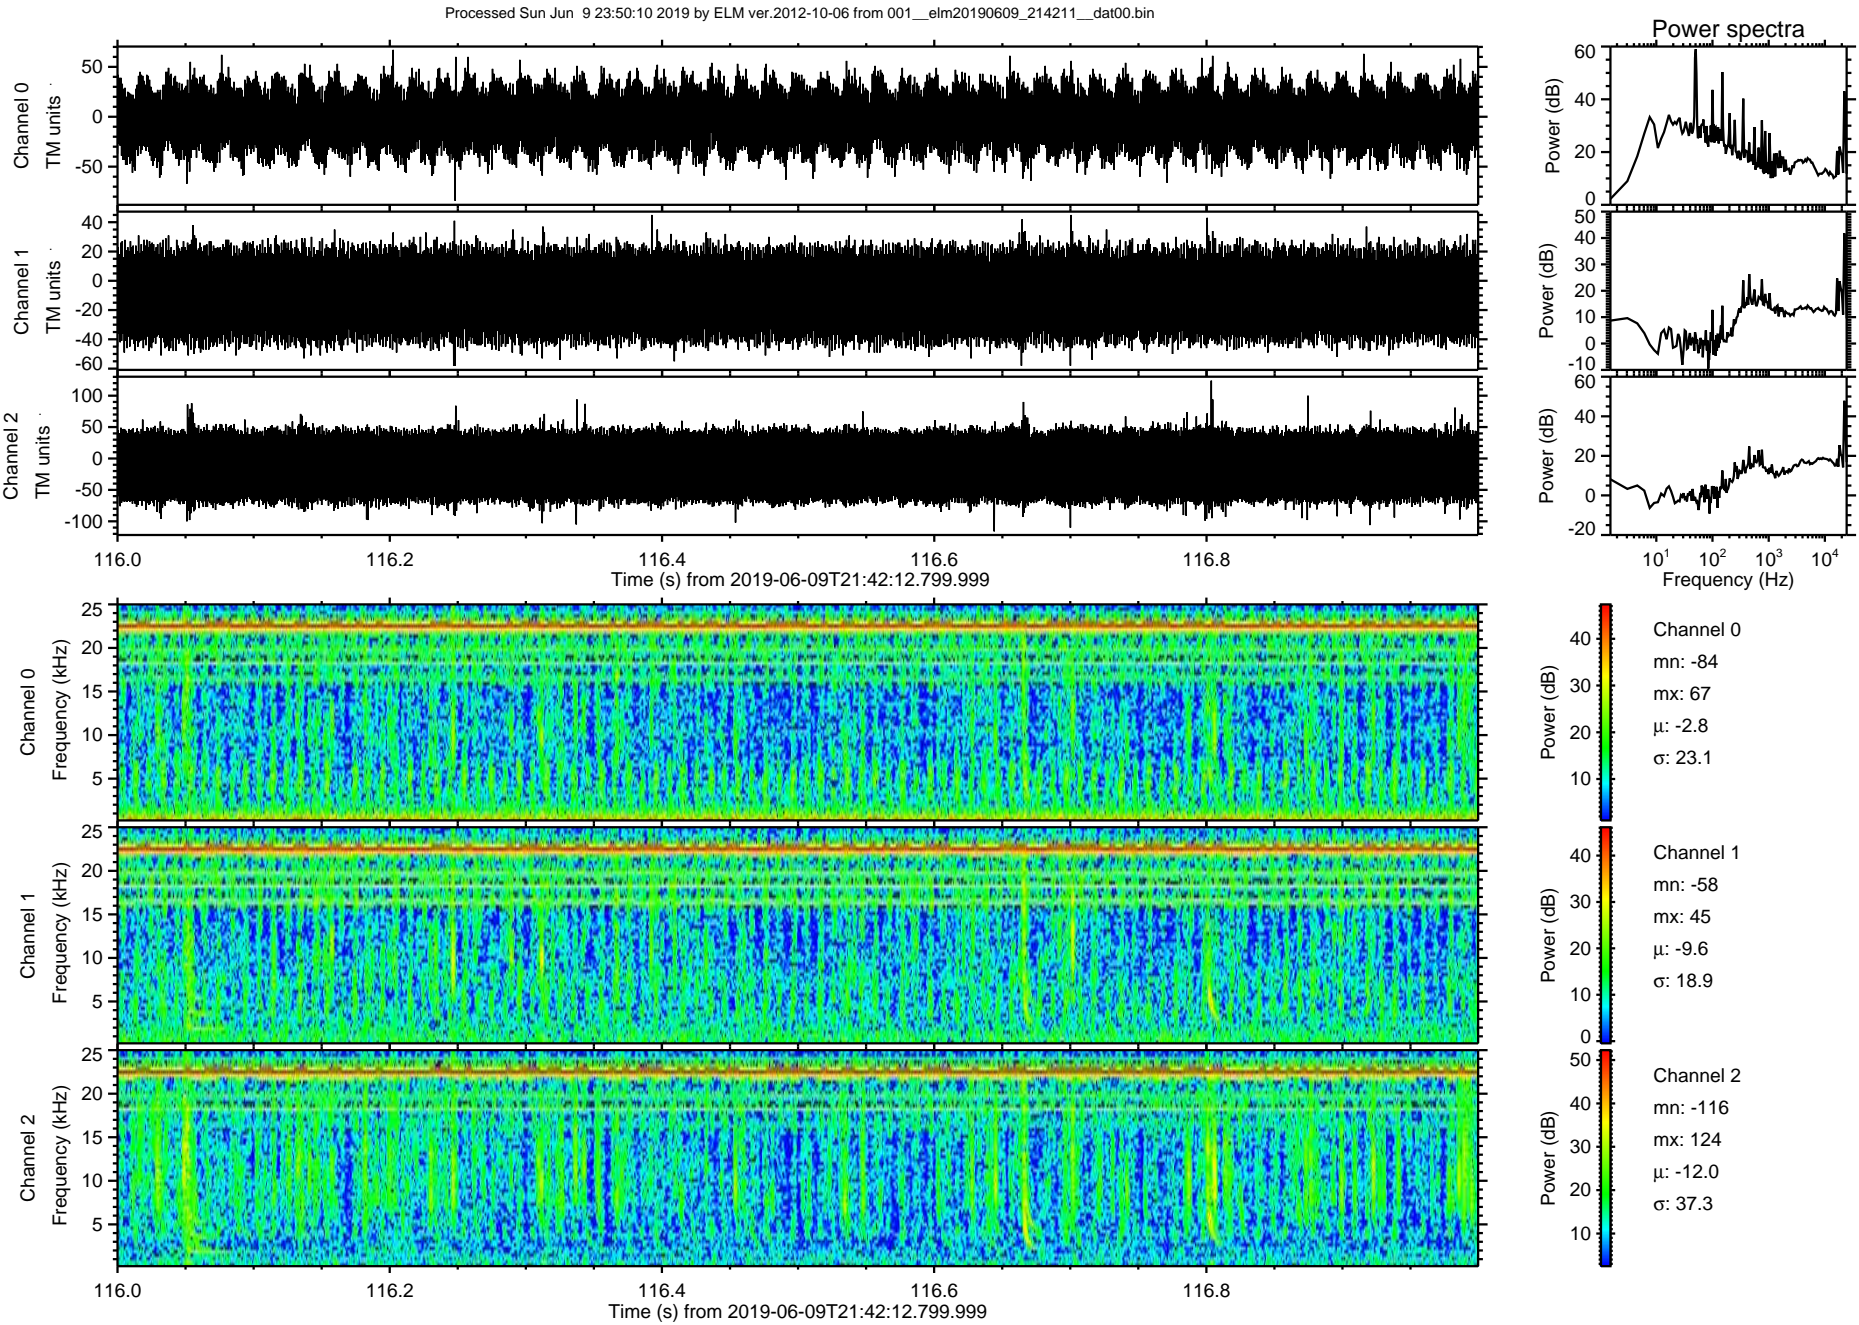 Processed Sun Jun  9 23:50:10 2019 by ELM ver.2012-10-06 from 001__elm20190609_214211__dat00.bin
Power spectra
Channel 0
TM units
50
0
-50
Power (dB)
60
40
20
0
Channel 1
TM units
40
20
0
-20
-40
-60
Power (dB)
50
40
30
20
10
0
-10
Channel 2
TM units
100
50
0
-50
-100
Power (dB)
60
40
20
0
-20
116.0 116.2 116.4 116.6 116.8
Time (s) from 2019-06-09T21:42:12.799.999
10¹ 10² 10³ 10⁴
Frequency (Hz)
Channel 0
Frequency (kHz)
25
20
15
10
5
Power (dB)
40
30
20
10
Channel 0
mn: -84
mx: 67
μ: -2.8
σ: 23.1
Channel 1
Frequency (kHz)
25
20
15
10
5
Power (dB)
40
30
20
10
0
Channel 1
mn: -58
mx: 45
μ: -9.6
σ: 18.9
Channel 2
Frequency (kHz)
25
20
15
10
5
Power (dB)
50
40
30
20
10
Channel 2
mn: -116
mx: 124
μ: -12.0
σ: 37.3
116.0 116.2 116.4 116.6 116.8
Time (s) from 2019-06-09T21:42:12.799.999